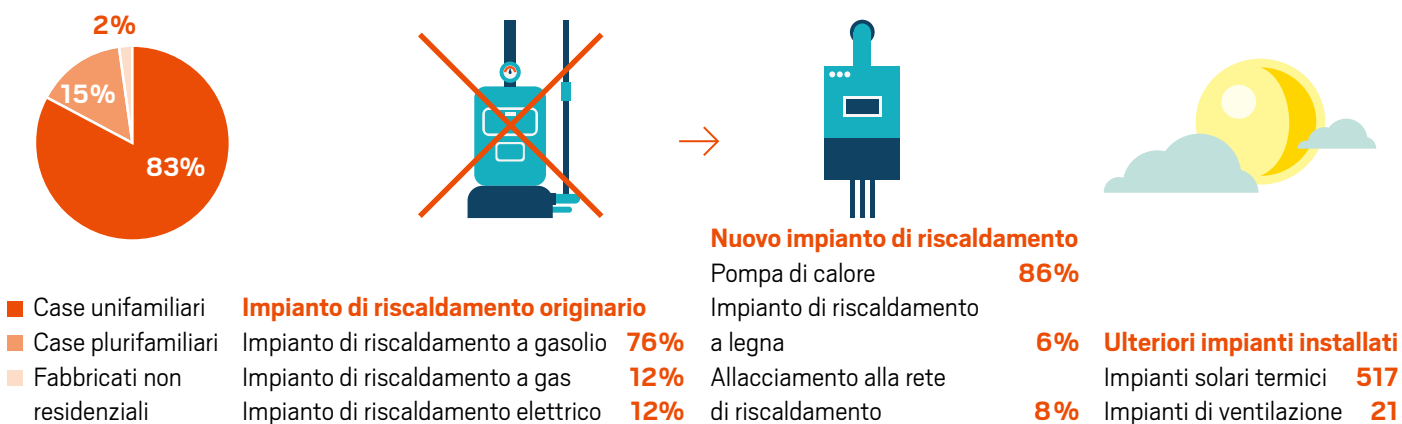 2%
15%
83%
Case unifamiliari
Case plurifamiliari
Fabbricati non
residenziali
Impianto di riscaldamento originario
Impianto di riscaldamento a gasolio 76%
Impianto di riscaldamento a gas 12%
Impianto di riscaldamento elettrico 12%
Nuovo impianto di riscaldamento
Pompa di calore 86%
Impianto di riscaldamento
a legna 6%
Allacciamento alla rete
di riscaldamento 8%
Ulteriori impianti installati
Impianti solari termici 517
Impianti di ventilazione 21